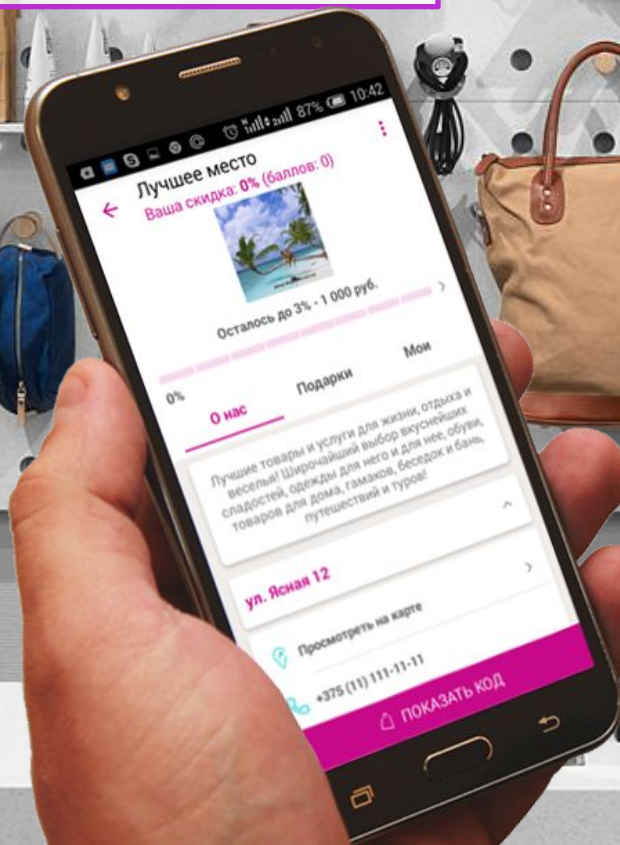 87% 10:42
Лучшее место
Ваша скидка: 0% (баллов: 0)
Осталось до 3% - 1 000 руб.
0%
О нас Подарки Мои
Лучшие товары и услуги для жизни, отдыха и
веселья! Широчайший выбор вкуснейших
сладостей, одежды для него и для нее, обуви,
товаров для дома, гамаков, беседок и бань,
путешествий и туров!
ул. Ясная 12
Просмотреть на карте
+375 (11) 111-11-11
ПОКАЗАТЬ КОД